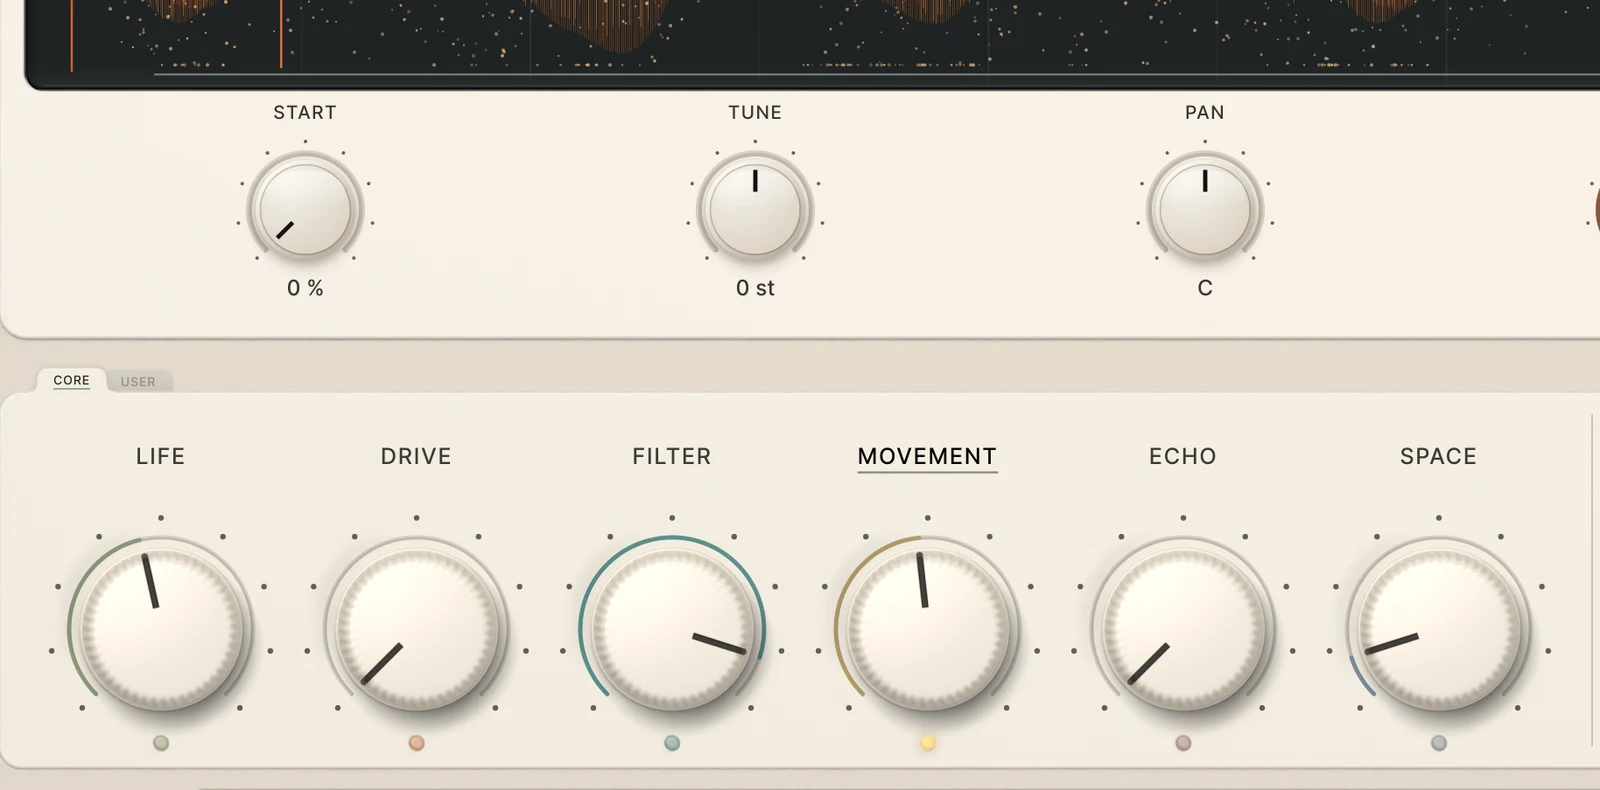 START
TUNE
PAN
0 %
0 st
C
CORE
USER
LIFE
DRIVE
FILTER
MOVEMENT
ECHO
SPACE